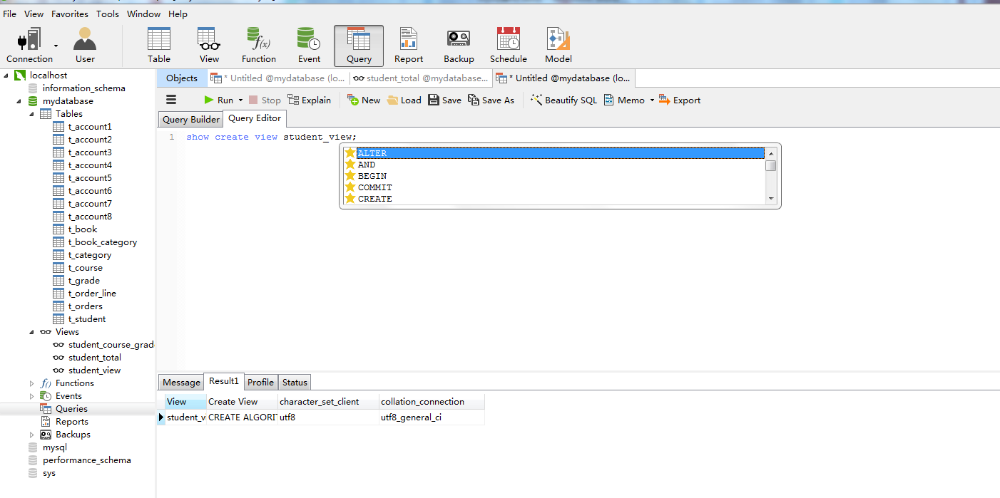 File View Favorites Tools Window Help
Connection User Table View Function Event Query Report Backup Schedule Model
localhost
information_schema
mydatabase
Tables
t_account1
t_account2
t_account3
t_account4
t_account5
t_account6
t_account7
t_account8
t_book
t_book_category
t_category
t_course
t_grade
t_order_line
t_orders
t_student
Views
student_course_grad
student_total
student_view
Functions
Events
Queries
Reports
Backups
mysql
performance_schema
sys
Objects * Untitled @mydatabase (lo... student_total @mydatabase... * Untitled @mydatabase (lo...
Run Stop Explain New Load Save Save As Beautify SQL Memo Export
Query Builder Query Editor
1 show create view student_view;
ALTER
AND
BEGIN
COMMIT
CREATE
Message Result1 Profile Status
View Create View character_set_client collation_connection
student_v CREATE ALGORIT utf8 utf8_general_ci